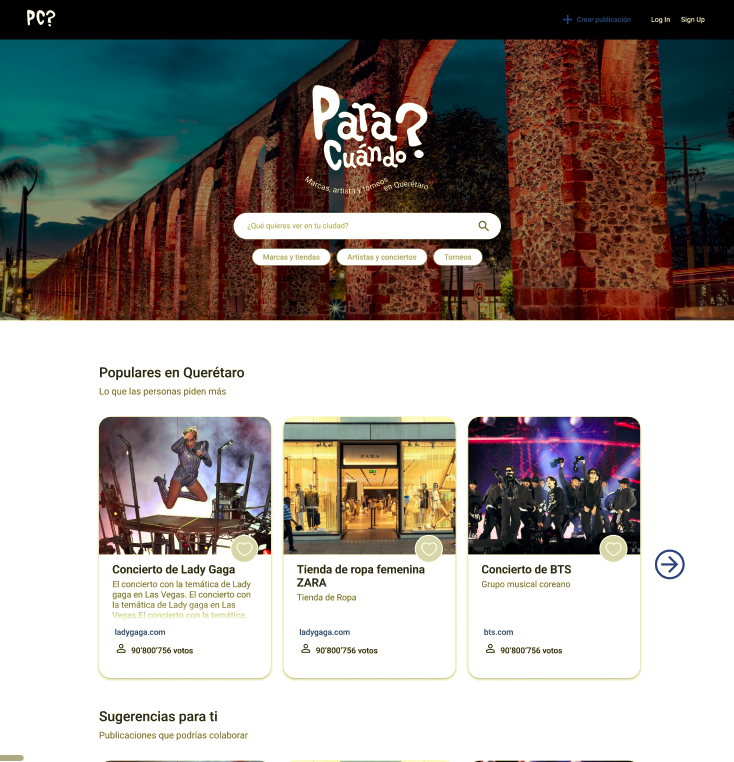 PC?
Crear publicación
Log In
Sign Up
Para
Cuándo?
Marcas, artista y torneos en Querétaro
¿Qué quieres ver en tu ciudad?
Marcas y tiendas
Artistas y conciertos
Torneos
Populares en Querétaro
Lo que las personas piden más
ZARA
Concierto de Lady Gaga
El concierto con la temática de Lady
gaga en Las Vegas. El concierto con
la temática de Lady gaga en Las
Vegas.El concierto con la temática.
ladygaga.com
90'800'756 votos
Tienda de ropa femenina
ZARA
Tienda de Ropa
ladygaga.com
90'800'756 votos
Concierto de BTS
Grupo musical coreano
bts.com
90'800'756 votos
Sugerencias para ti
Publicaciones que podrías colaborar